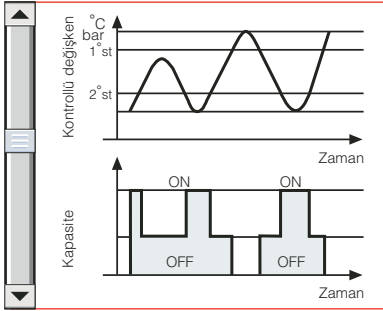 °C
bar
1°st
2°st
Kontrollü değişken
Zaman
ON
ON
OFF
OFF
Kapasite
Zaman